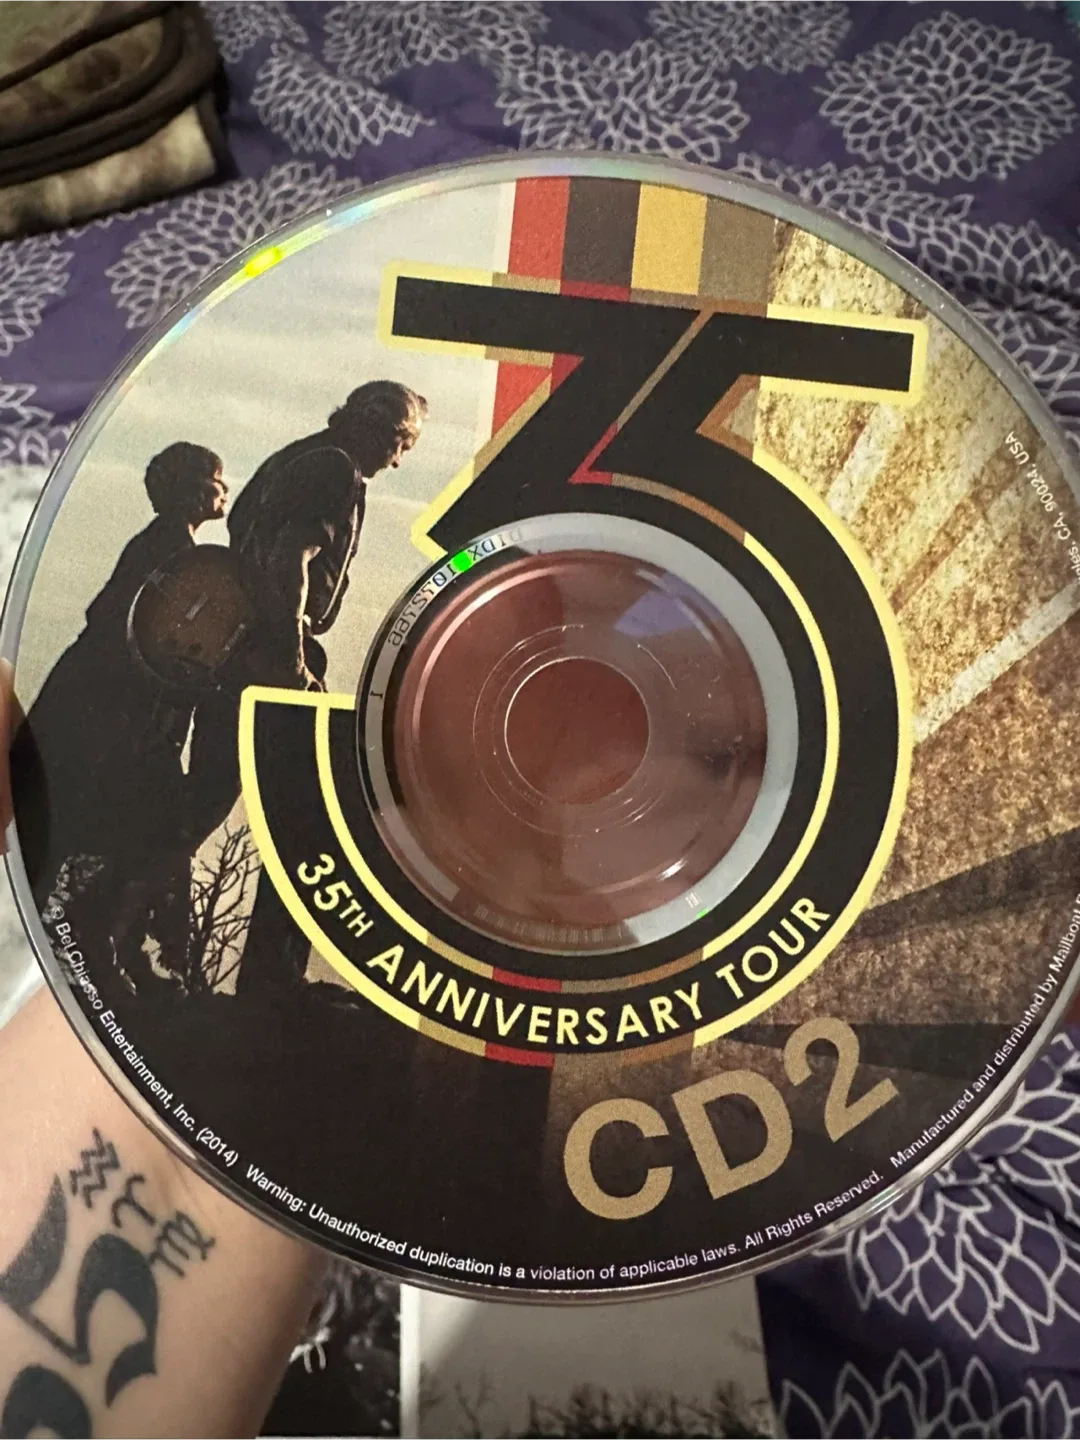 35
35TH ANNIVERSARY TOUR
CD2
℗ Bel Chiasso Entertainment, Inc. (2014) Warning: Unauthorized duplication is a violation of applicable laws. All Rights Reserved. Manufactured and distributed by Mailboat
CA 90024, USA